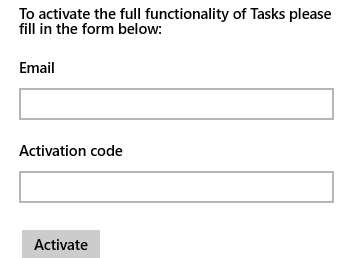 To activate the full functionality of Tasks please
fill in the form below:
Email
Activation code
Activate